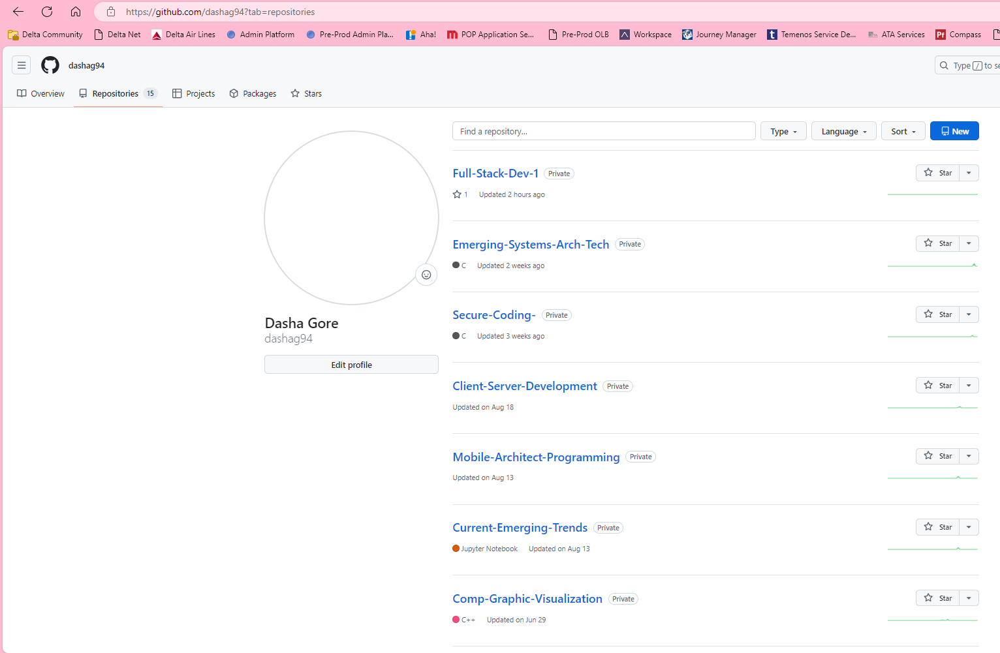 https://github.com/dashag94?tab=repositories
Delta Community Delta Net Delta Air Lines Admin Platform Pre-Prod Admin Pla... Aha! POP Application Se... Pre-Prod OLB Workspace Journey Manager Temenos Service De... ATA Services Compass
dashag94
Type / to se
Overview Repositories 15 Projects Packages Stars
Find a repository... Type Language Sort New
Full-Stack-Dev-1 Private Star
1 Updated 2 hours ago
Emerging-Systems-Arch-Tech Private Star
C Updated 2 weeks ago
Secure-Coding- Private Star
C Updated 3 weeks ago
Dasha Gore
dashag94
Edit profile
Client-Server-Development Private Star
Updated on Aug 18
Mobile-Architect-Programming Private Star
Updated on Aug 13
Current-Emerging-Trends Private Star
Jupyter Notebook Updated on Aug 13
Comp-Graphic-Visualization Private Star
C++ Updated on Jun 29